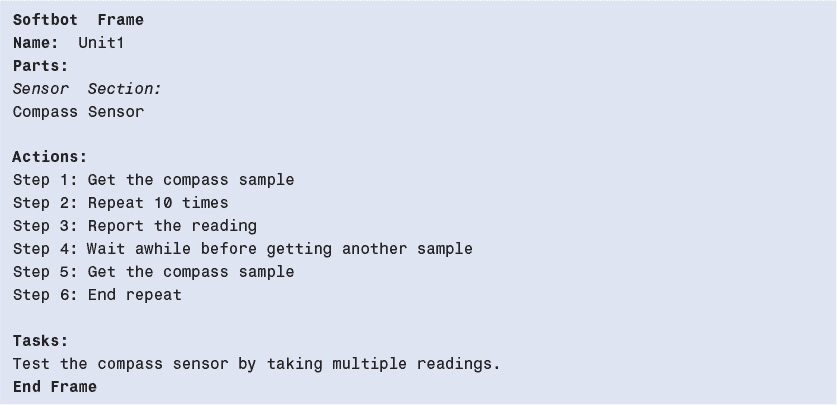 Softbot Frame
Name: Unit1
Parts:
Sensor Section:
Compass Sensor
Actions:
Step 1: Get the compass sample
Step 2: Repeat 10 times
Step 3: Report the reading
Step 4: Wait awhile before getting another sample
Step 5: Get the compass sample
Step 6: End repeat
Tasks:
Test the compass sensor by taking multiple readings.
End Frame